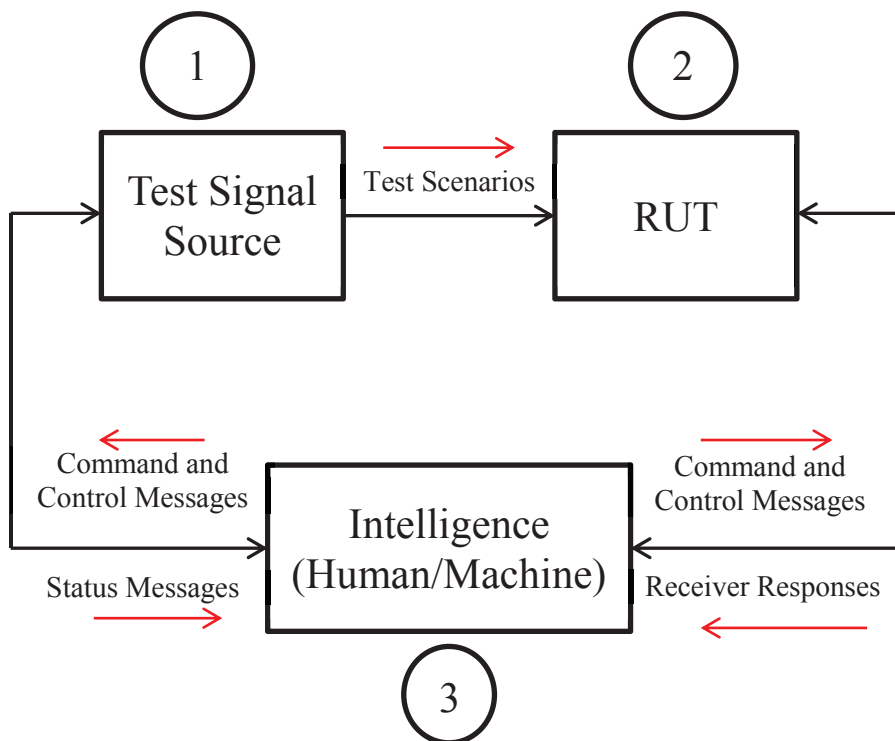 1
2
Test Signal
Source
Test Scenarios
RUT
Command and
Control Messages
Command and
Control Messages
Intelligence
(Human/Machine)
Status Messages
Receiver Responses
3